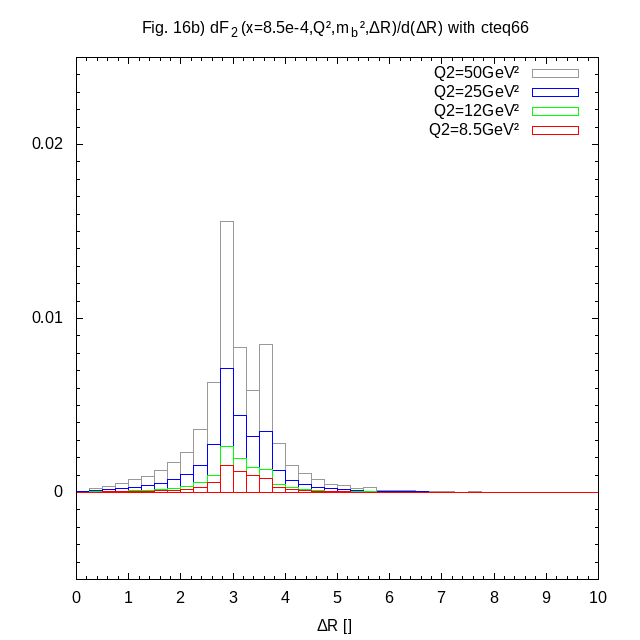 Fig. 16b) dF₂(x=8.5e-4,Q²,m_b²,ΔR)/d(ΔR) with cteq66
Q2=50GeV²
Q2=25GeV²
Q2=12GeV²
Q2=8.5GeV²
0.02
0.01
0
0 1 2 3 4 5 6 7 8 9 10
ΔR []